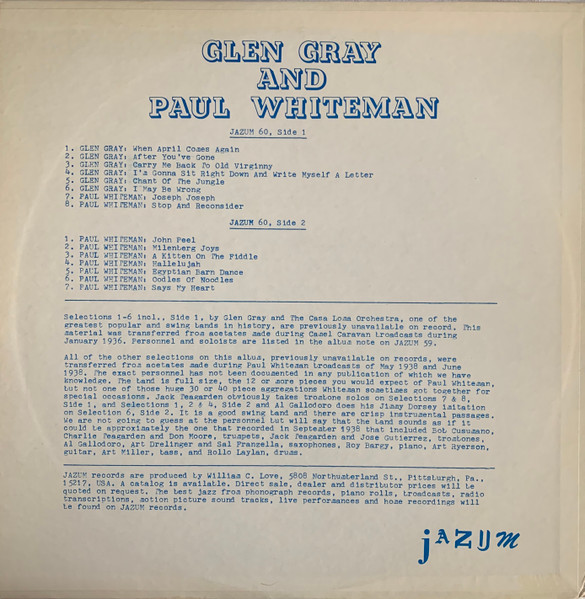 GLEN GRAY
AND
PAUL WHITEMAN
JAZUM 60, Side 1
1. GLEN GRAY: When April Comes Again
2. GLEN GRAY: After You've Gone
3. GLEN GRAY: Carry Me Back To Old Virginny
4. GLEN GRAY: I'm Gonna Sit Right Down And Write Myself A Letter
5. GLEN GRAY: Chant Of The Jungle
6. GLEN GRAY: I May Be Wrong
7. PAUL WHITEMAN: Joseph Joseph
8. PAUL WHITEMAN: Stop And Reconsider
JAZUM 60, Side 2
1. PAUL WHITEMAN: John Peel
2. PAUL WHITEMAN: Milenberg Joys
3. PAUL WHITEMAN: A Kitten On The Fiddle
4. PAUL WHITEMAN: Hallelujah
5. PAUL WHITEMAN: Egyptian Barn Dance
6. PAUL WHITEMAN: Oodles Of Noodles
7. PAUL WHITEMAN: Says My Heart
Selections 1-6 incl., Side 1, by Glen Gray and The Casa Loma Orchestra, one of the
greatest popular and swing bands in history, are previously unavailable on record. This
material was transferred from acetates made during Camel Caravan broadcasts during
January 1936. Personnel and soloists are listed in the album note on JAZUM 59.
All of the other selections on this album, previously unavailable on records, were
transferred from acetates made during Paul Whiteman broadcasts of May 1938 and June
1938. The exact personnel has not been documented in any publication of which we have
knowledge. The band is full size, the 12 or more pieces you would expect of Paul Whiteman,
but not one of those huge 30 or 40 piece aggregations Whiteman sometimes got together for
special occasions. Jack Teagarden obviously takes trombone solos on Selections 7 & 8,
Side 1, and Selections 1, 2 & 4, Side 2 and Al Gallodoro does his Jimmy Dorsey imitation
on Selection 6, Side 2. It is a good swing band and there are crisp instrumental passages.
We are not going to guess at the personnel but will say that the band sounds as if it
could be approximately the one that recorded in September 1938 that included Bob Cusumano,
Charlie Teagarden and Don Moore, trumpets, Jack Teagarden and Jose Gutierrez, trombones,
Al Gallodoro, Art Drelinger and Sal Frangella, saxophones, Roy Bargy, piano, Art Ryerson,
guitar, Art Miller, bass, and Rollo Laylan, drums.
JAZUM records are produced by William C. Love, 5808 Northumberland St., Pittsburgh, Pa.,
15217, USA. A catalog is available. Direct sale, dealer and distributor prices will be
quoted on request. The best jazz from phonograph records, piano rolls, broadcasts, radio
transcriptions, motion picture sound tracks, live performances and home recordings will
be found on JAZUM records.
jAZUM